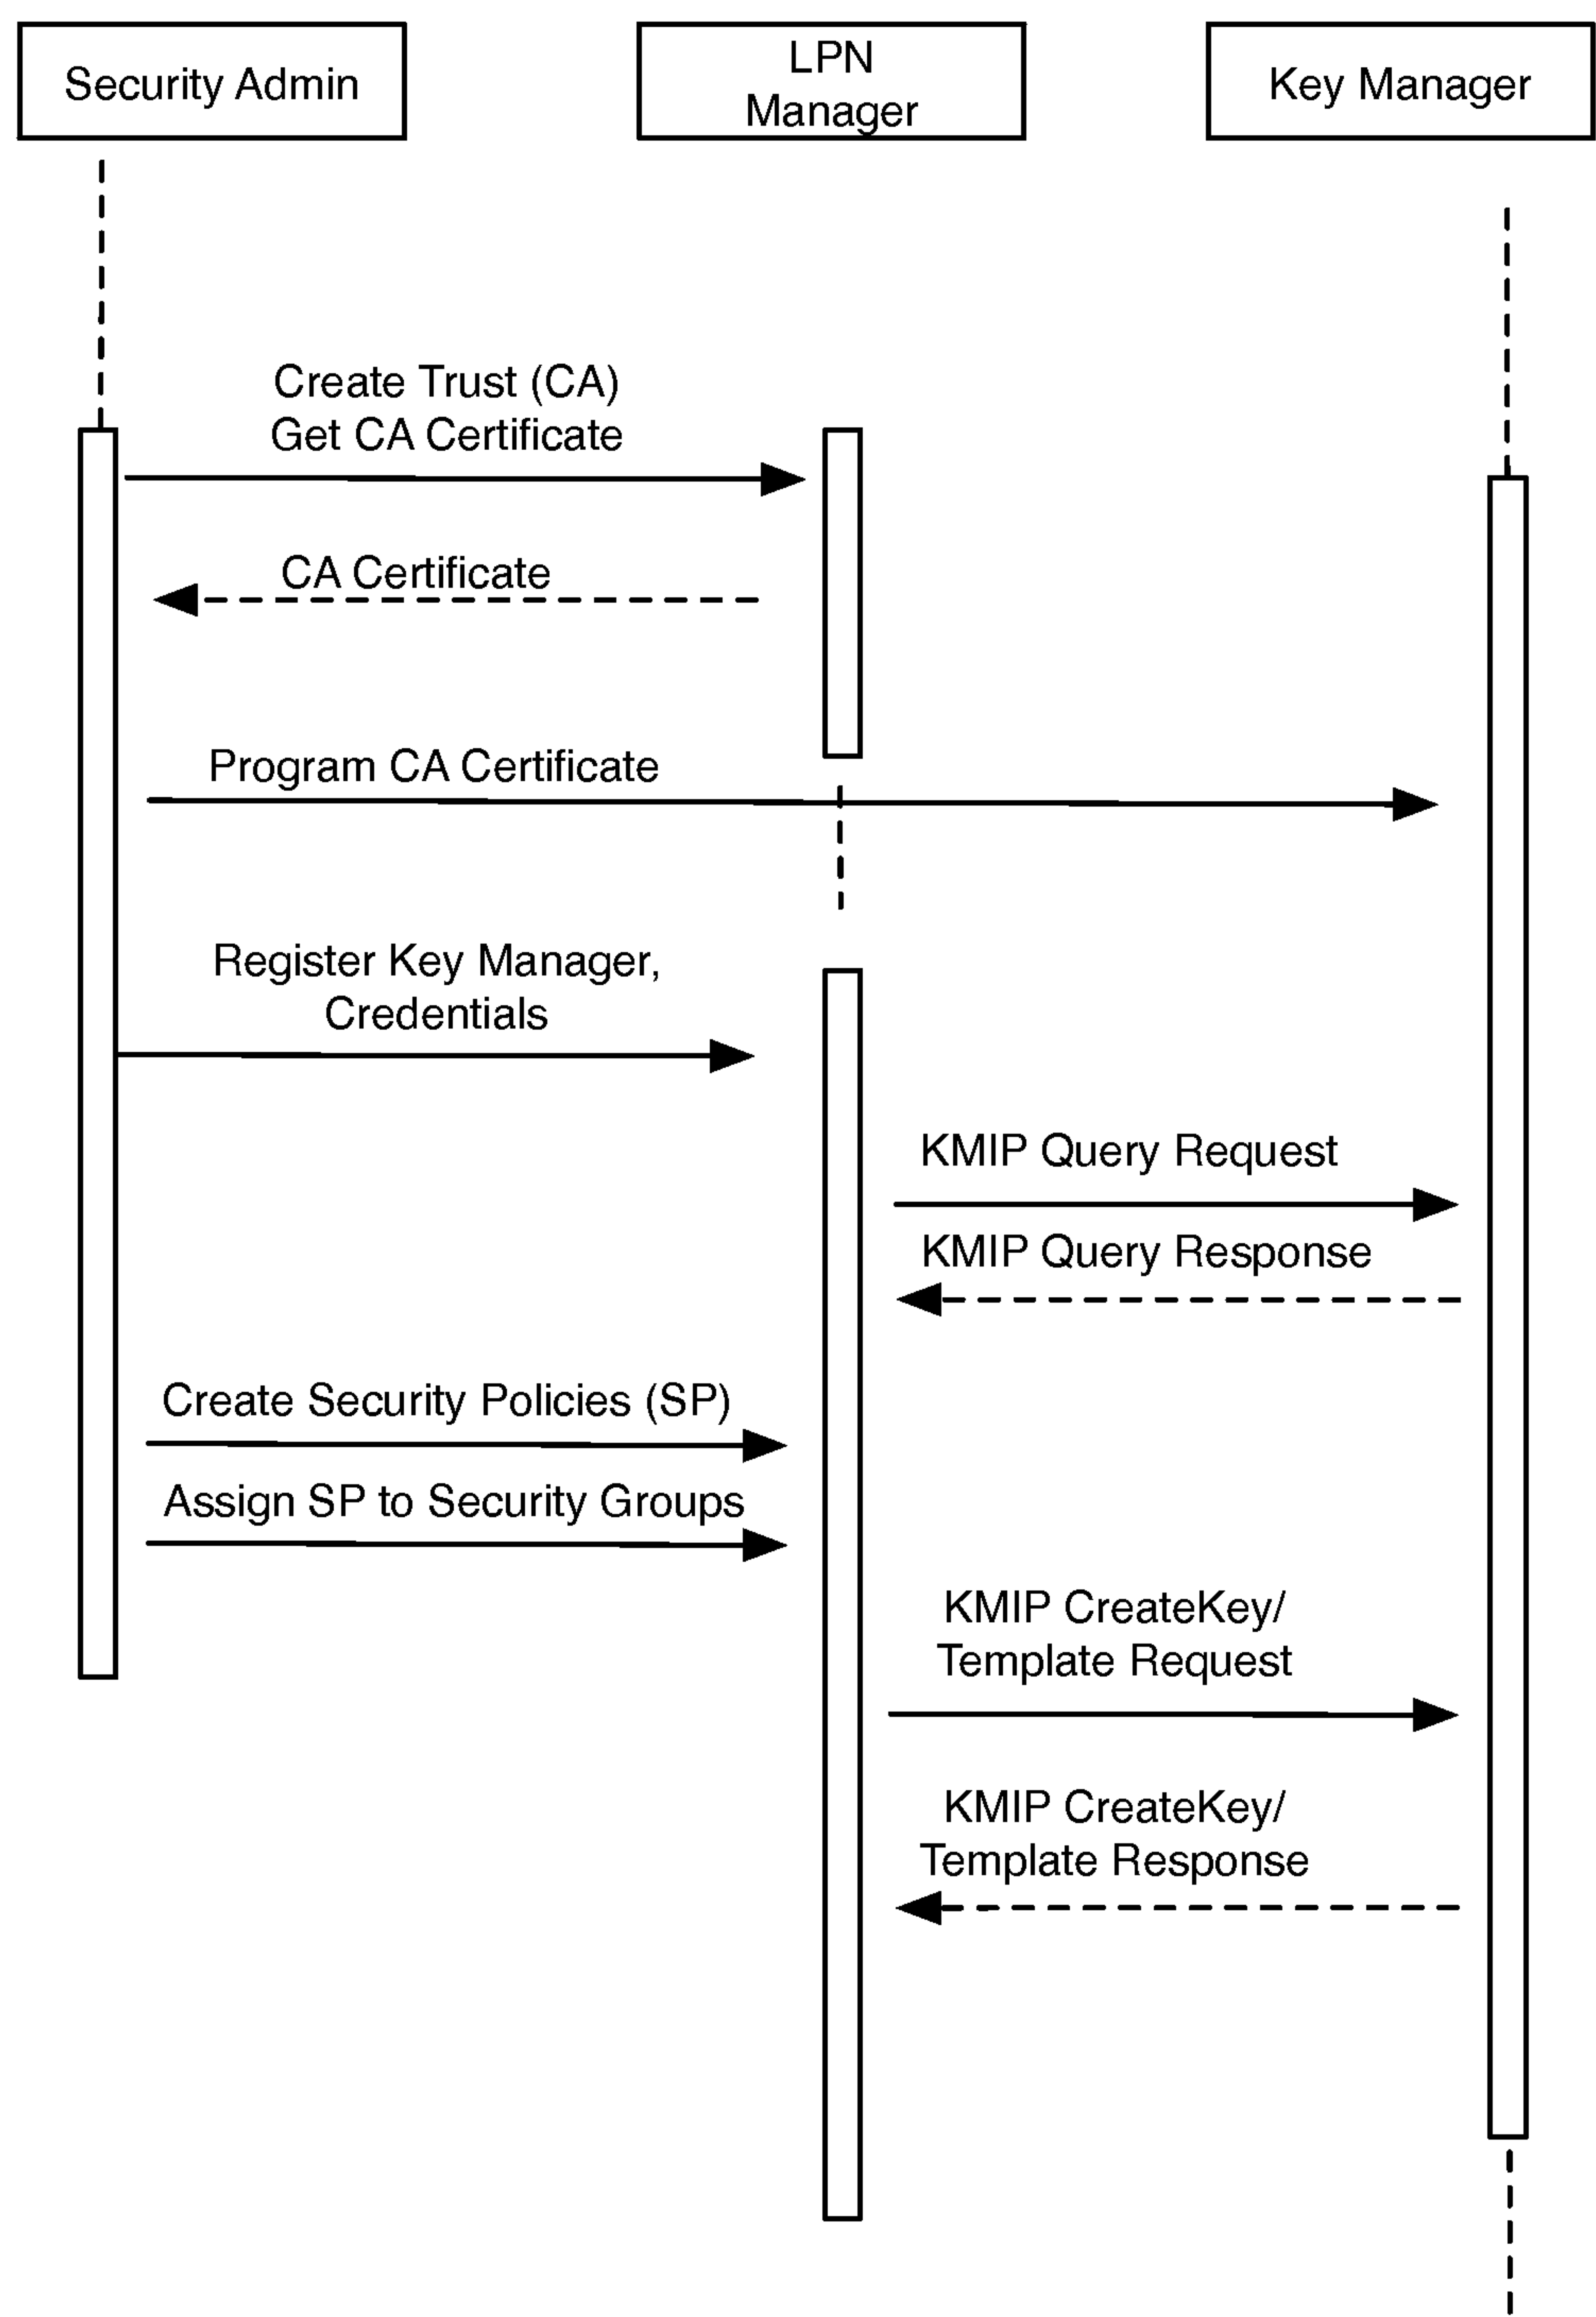 Security Admin
LPN
Manager
Key Manager
Create Trust (CA)
Get CA Certificate
CA Certificate
Program CA Certificate
Register Key Manager,
Credentials
KMIP Query Request
KMIP Query Response
Create Security Policies (SP)
Assign SP to Security Groups
KMIP CreateKey/
Template Request
KMIP CreateKey/
Template Response